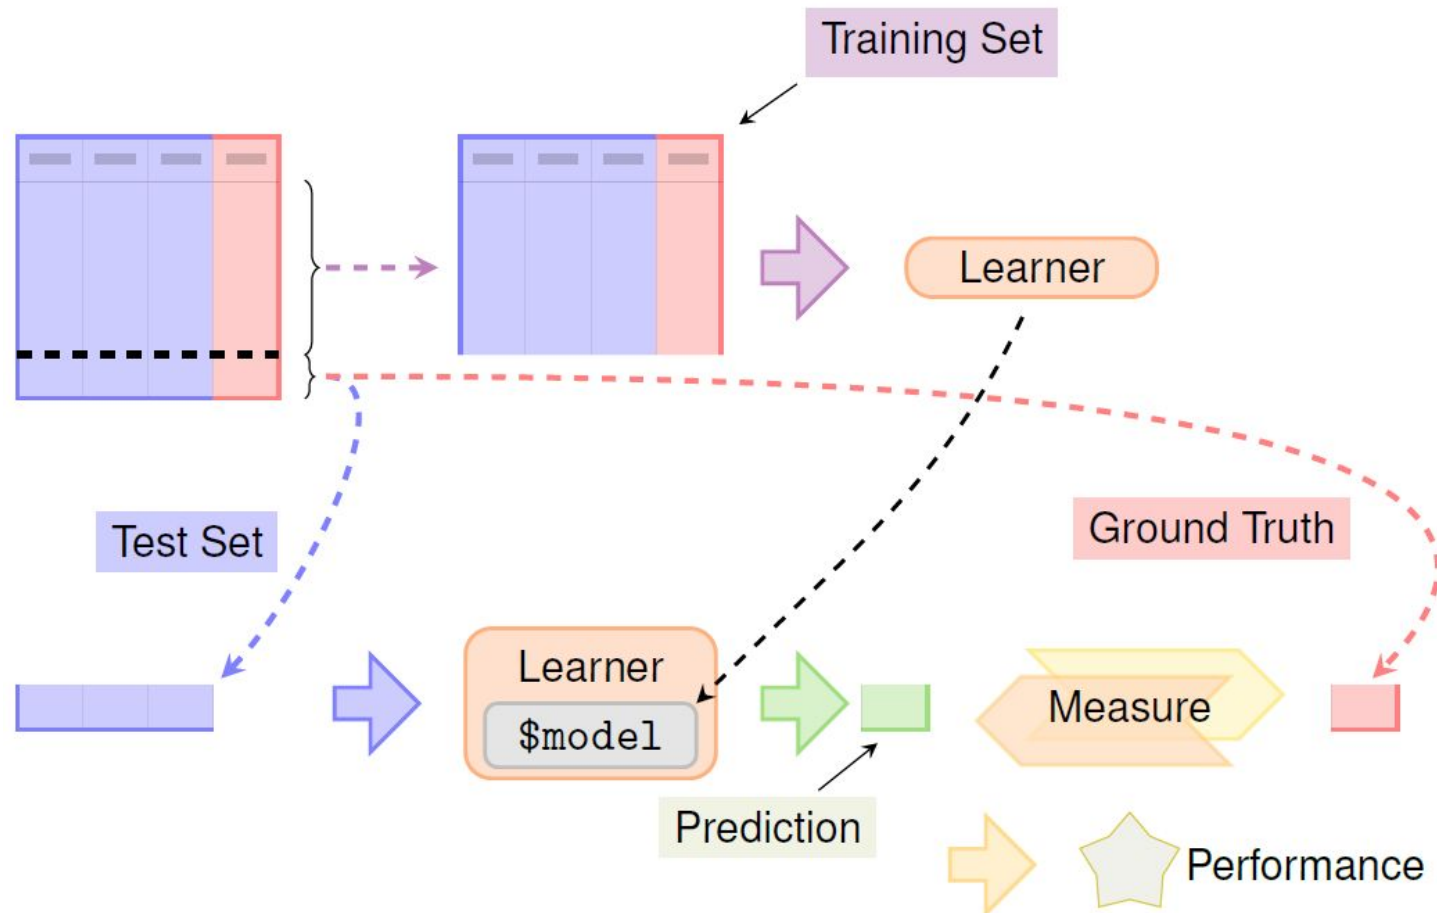 Training Set
Learner
Test Set
Ground Truth
Learner
$model
Measure
Prediction
Performance